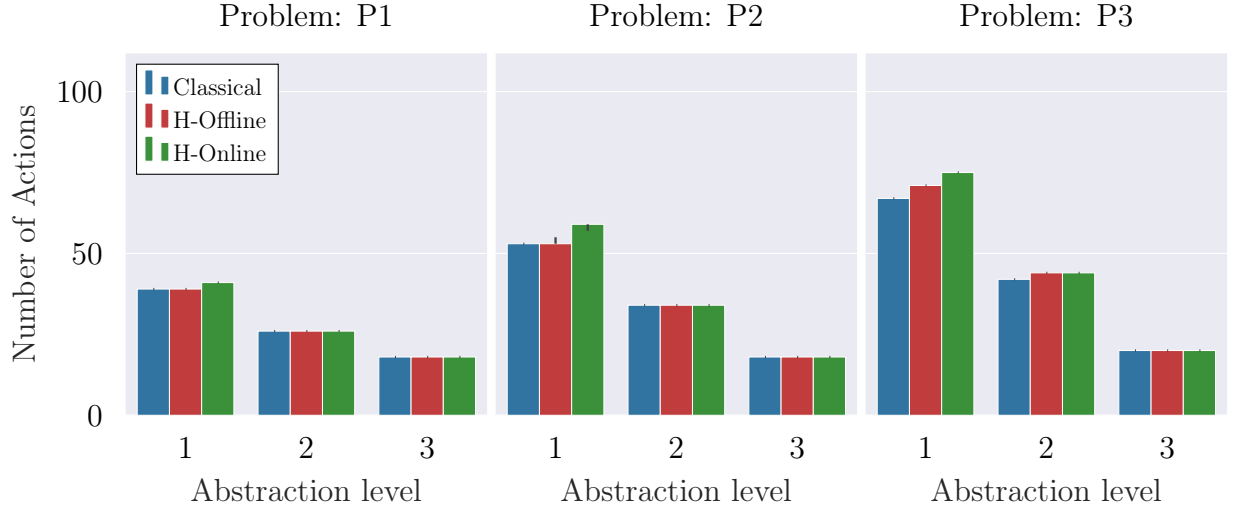 Problem: P1
Problem: P2
Problem: P3
Number of Actions
100
50
0
Classical
H-Offline
H-Online
1 2 3
1 2 3
1 2 3
Abstraction level
Abstraction level
Abstraction level